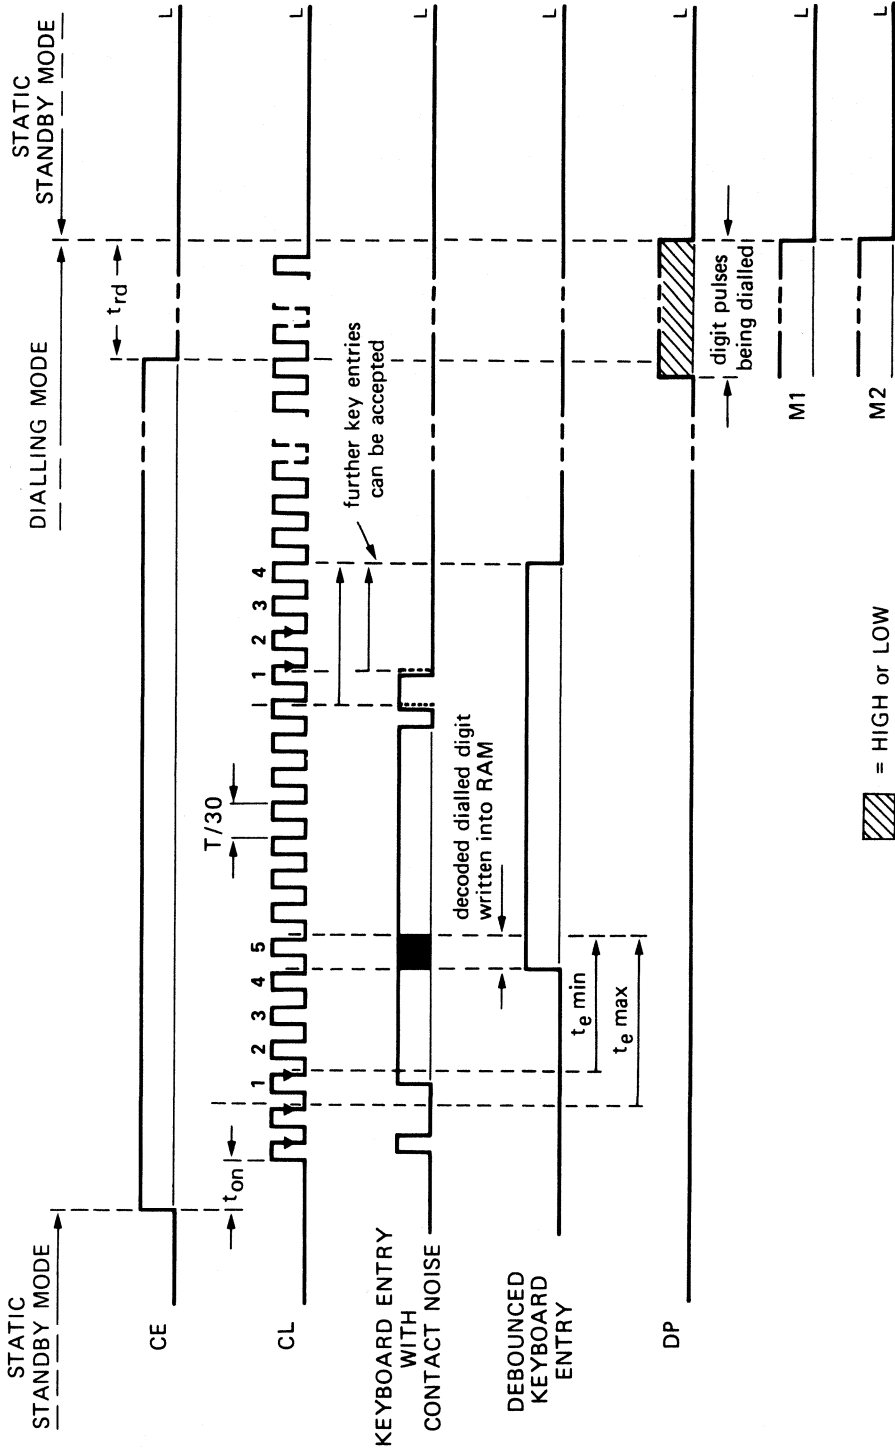 STATIC
STANDBY MODE
DIALLING MODE
STATIC
STANDBY MODE
CE
t_on
t_rd
L
CL
1
2
3
4
5
T/30
1
2
3
4
L
KEYBOARD ENTRY
WITH
CONTACT NOISE
further key entries
can be accepted
L
DEBOUNCED
KEYBOARD
ENTRY
decoded dialled digit
written into RAM
t_e min
t_e max
L
DP
L
digit pulses
being dialled
M1
L
M2
L
= HIGH or LOW